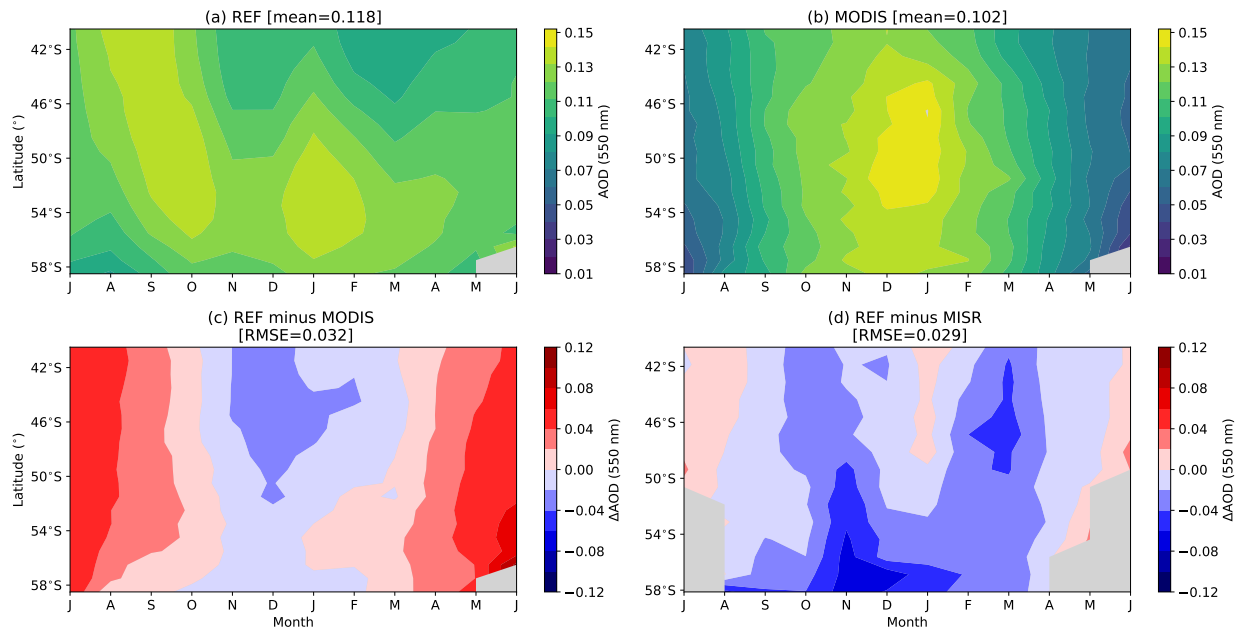 (a) REF [mean=0.118]
42°S
46°S
50°S
54°S
58°S
Latitude (°)
J A S O N D J F M A M J
0.15
0.13
0.11
0.09
0.07
0.05
0.03
0.01
AOD (550 nm)
(b) MODIS [mean=0.102]
42°S
46°S
50°S
54°S
58°S
J A S O N D J F M A M J
0.15
0.13
0.11
0.09
0.07
0.05
0.03
0.01
AOD (550 nm)
(c) REF minus MODIS
[RMSE=0.032]
42°S
46°S
50°S
54°S
58°S
Latitude (°)
J A S O N D J F M A M J
Month
0.12
0.08
0.04
0.00
−0.04
−0.08
−0.12
ΔAOD (550 nm)
(d) REF minus MISR
[RMSE=0.029]
42°S
46°S
50°S
54°S
58°S
J A S O N D J F M A M J
Month
0.12
0.08
0.04
0.00
−0.04
−0.08
−0.12
ΔAOD (550 nm)